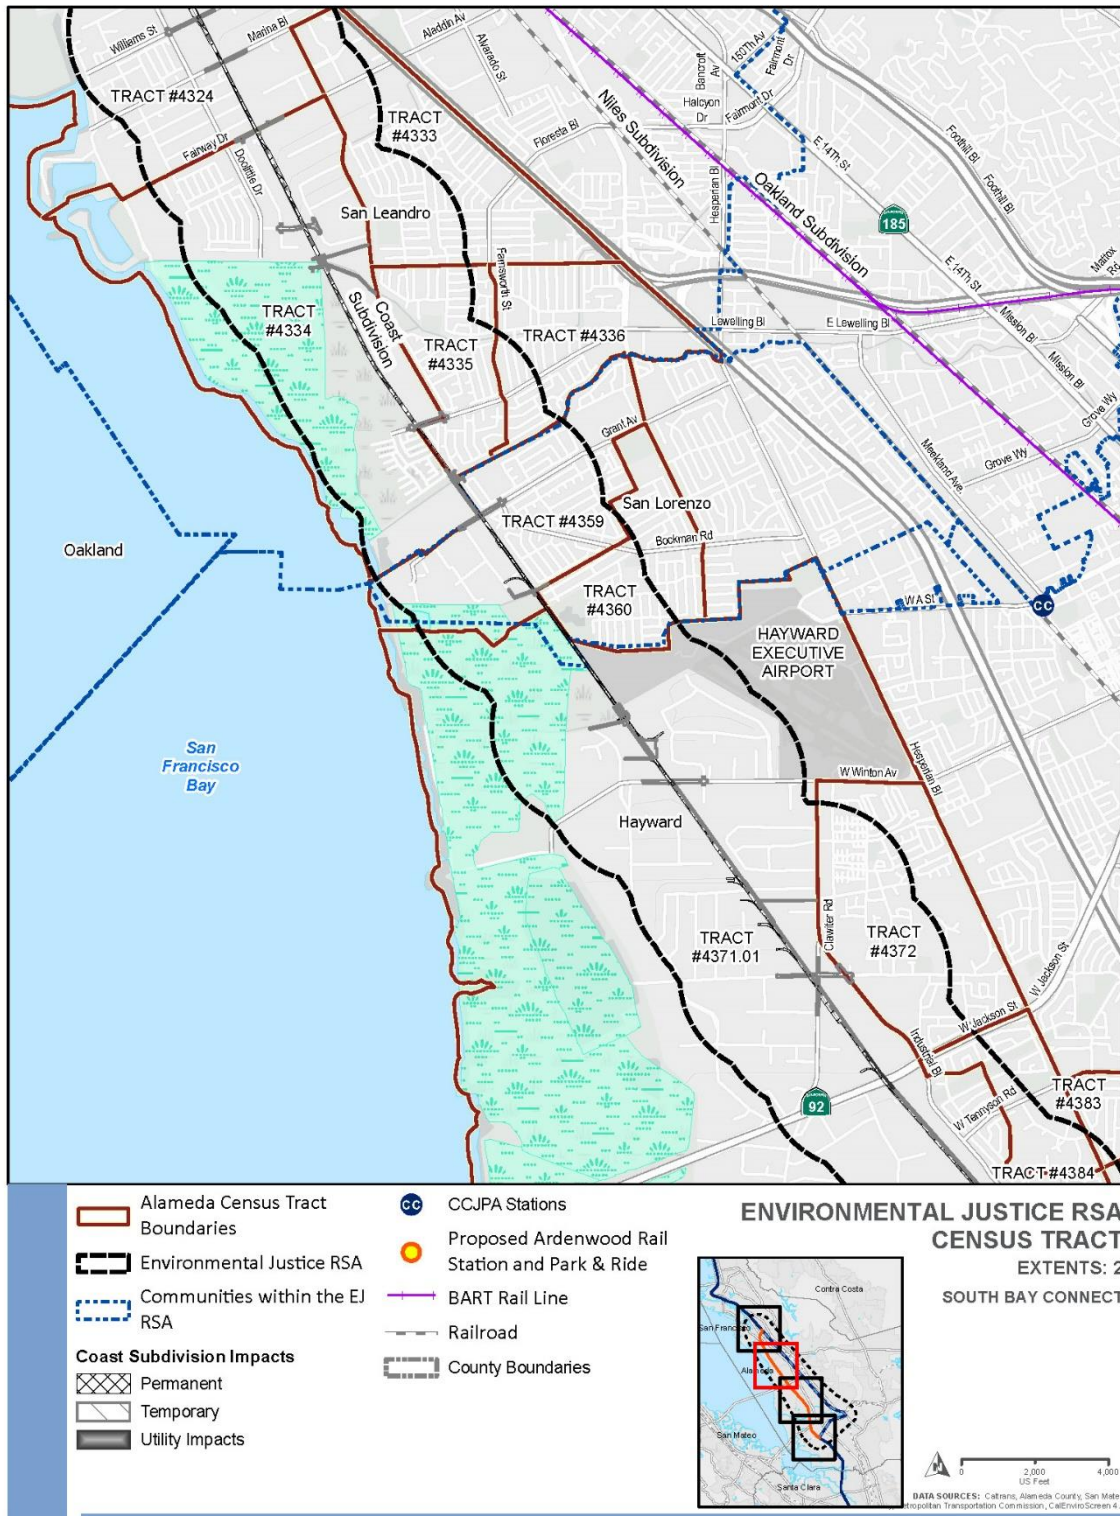 Williams St
Marina Bl
Aladdin Av
Alvarado St
150Th Av
Fairmont Dr
Bancroft Av
TRACT #4324
TRACT #4333
Halcyon Dr
Fairmont Dr
Niles Subdivision
Floresta Bl
E 14Th St
Foothill Bl
Foothill Bl
Fairway Dr
Doolittle Dr
San Leandro
Hesperian Bl
Oakland Subdivision
185
Farnsworth St
E 14Th St
Mattox Rd
TRACT #4334
Coast Subdivision
TRACT #4335
TRACT #4336
Lewelling Bl
E Lewelling Bl
Mission Bl
Mission Bl
Grant Av
Grove Wy
Meekland Ave.
Grove Wy
San Lorenzo
TRACT #4359
Bockman Rd
Oakland
TRACT #4360
W A St
CC
HAYWARD EXECUTIVE AIRPORT
San Francisco Bay
Hesperian Bl
W Winton Av
Hayward
Clawiter Rd
TRACT #4371.01
TRACT #4372
W Jackson St
W Jackson St
Industrial Bl
92
W Tennyson Rd
TRACT #4383
TRACT #4384
Alameda Census Tract
Boundaries
Environmental Justice RSA
Communities within the EJ
RSA
Coast Subdivision Impacts
Permanent
Temporary
Utility Impacts
CC
CCJPA Stations
Proposed Ardenwood Rail
Station and Park & Ride
BART Rail Line
Railroad
County Boundaries
ENVIRONMENTAL JUSTICE RSA
CENSUS TRACT
EXTENTS: 2
SOUTH BAY CONNECT
Contra Costa
San Francisco
Alameda
San Mateo
Santa Clara
0 2,000 4,000
US Feet
DATA SOURCES: Caltrans, Alameda County, San Mate
etropolitan Transportation Commission, CalEnviroScreen 4